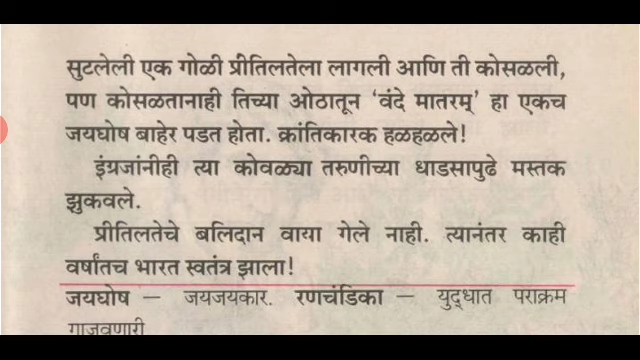 सुटलेली एक गोळी प्रीतिलतेला लागली आणि ती कोसळली,
पण कोसळतानाही तिच्या ओठातून ‘वंदे मातरम्’ हा एकच
जयघोष बाहेर पडत होता. क्रांतिकारक हळहळले!
इंग्रजांनीही त्या कोवळ्या तरुणीच्या धाडसापुढे मस्तक
झुकवले.
प्रीतिलतेचे बलिदान वाया गेले नाही. त्यानंतर काही
वर्षांतच भारत स्वतंत्र झाला!
जयघोष – जयजयकार. रणचंडिका – युद्धात पराक्रम
गाजवणारी